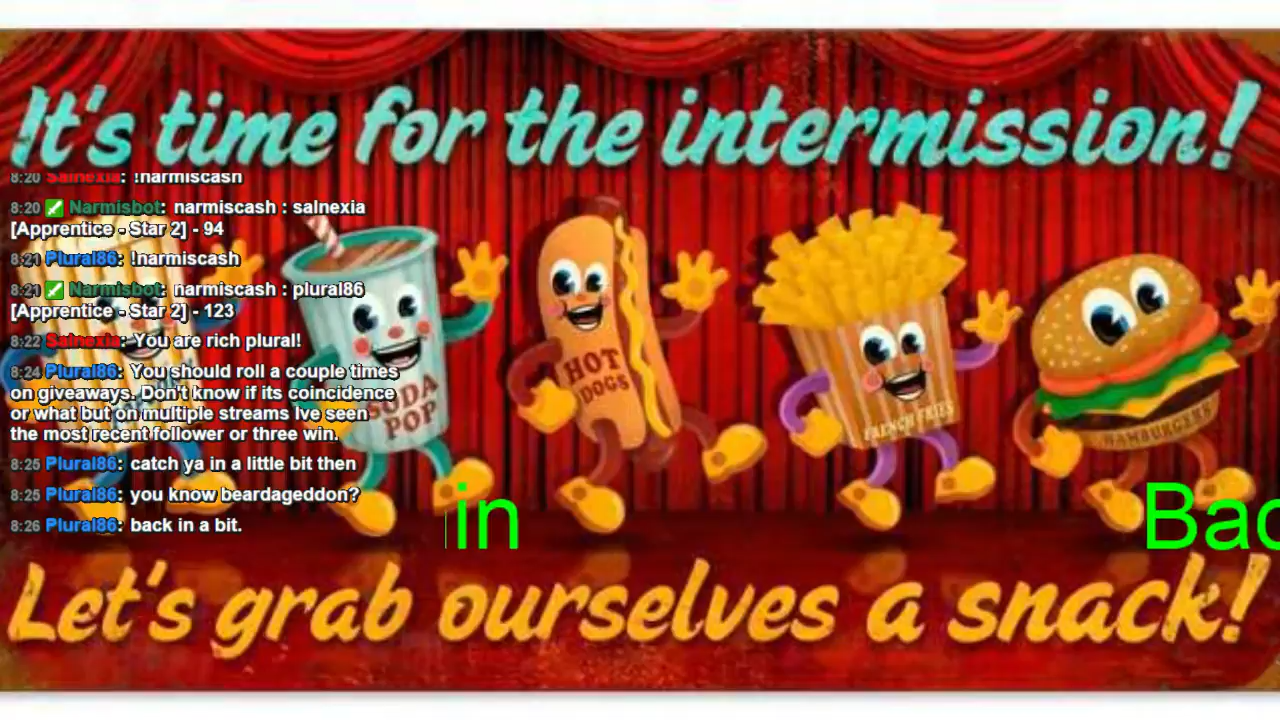 It's time for the intermission!
8:20 Salnexia: !narmiscash
8:20 Narmisbot: narmiscash : salnexia
[Apprentice - Star 2] - 94
8:21 Plural86: !narmiscash
8:21 Narmisbot: narmiscash : plural86
[Apprentice - Star 2] - 123
8:22 Salnexia: You are rich plural!
8:24 Plural86: You should roll a couple times
on giveaways. Don't know if its coincidence
or what but on multiple streams Ive seen
the most recent follower or three win.
8:25 Plural86: catch ya in a little bit then
8:25 Plural86: you know beardageddon?
8:26 Plural86: back in a bit.
SODA
POP
HOT
DOGS
FRENCH FRIES
HAMBURGERS
in Bac
Let's grab ourselves a snack!